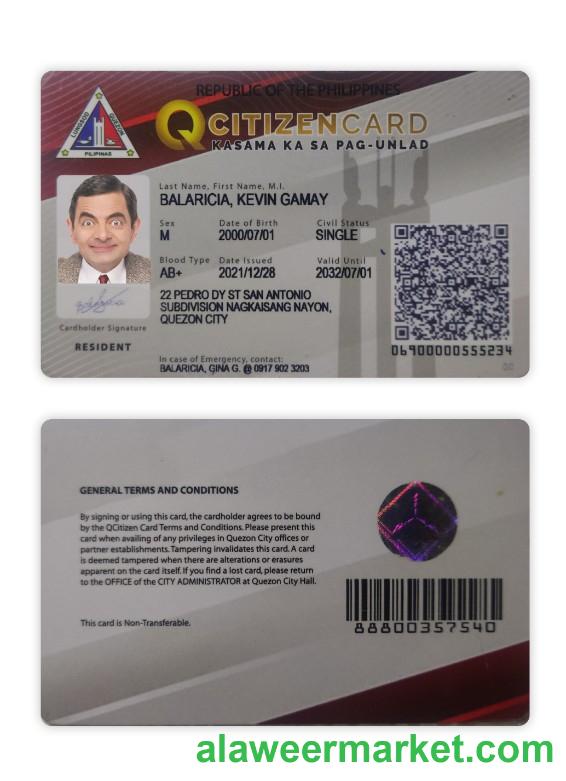 REPUBLIC OF THE PHILIPPINES
LUNGSOD QUEZON
PILIPINAS
QCITIZENCARD
KASAMA KA SA PAG-UNLAD
Last Name, First Name, M.I.
BALARICIA, KEVIN GAMAY
Sex Date of Birth Civil Status
M 2000/07/01 SINGLE
Blood Type Date Issued Valid Until
AB+ 2021/12/28 2032/07/01
22 PEDRO DY ST SAN ANTONIO
SUBDIVISION NAGKAISANG NAYON,
QUEZON CITY
Cardholder Signature
RESIDENT
In case of Emergency, contact:
BALARICIA, GINA G. @ 0917 902 3203
06900000555234
00
GENERAL TERMS AND CONDITIONS
By signing or using this card, the cardholder agrees to be bound
by the QCitizen Card Terms and Conditions. Please present this
card when availing of any privileges in Quezon City offices or
partner establishments. Tampering invalidates this card. A card
is deemed tampered when there are alterations or erasures
apparent on the card itself. If you find a lost card, please return
to the OFFICE of the CITY ADMINISTRATOR at Quezon City Hall.
This card is Non-Transferable.
88800357540
alaweermarket.com